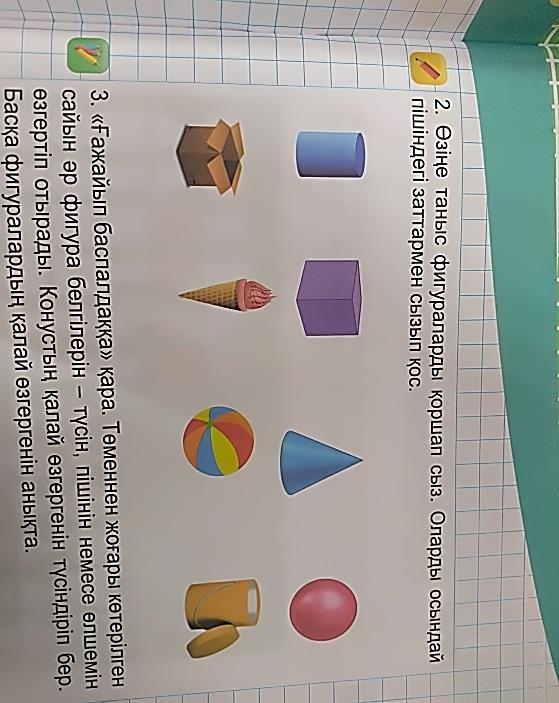 2. Өзіңе таныс фигураларды қоршап сыз. Оларды осындай
пішіндегі заттармен сызып қос.
3. «Ғажайып баспалдаққа» қара. Төменнен жоғары көтерілген
сайын әр фигура белгілерін – түсін, пішінін немесе өлшемін
өзгертіп отырады. Конустың қалай өзгергенін түсіндіріп бер.
Басқа фигуралардың қалай өзгергенін анықта.